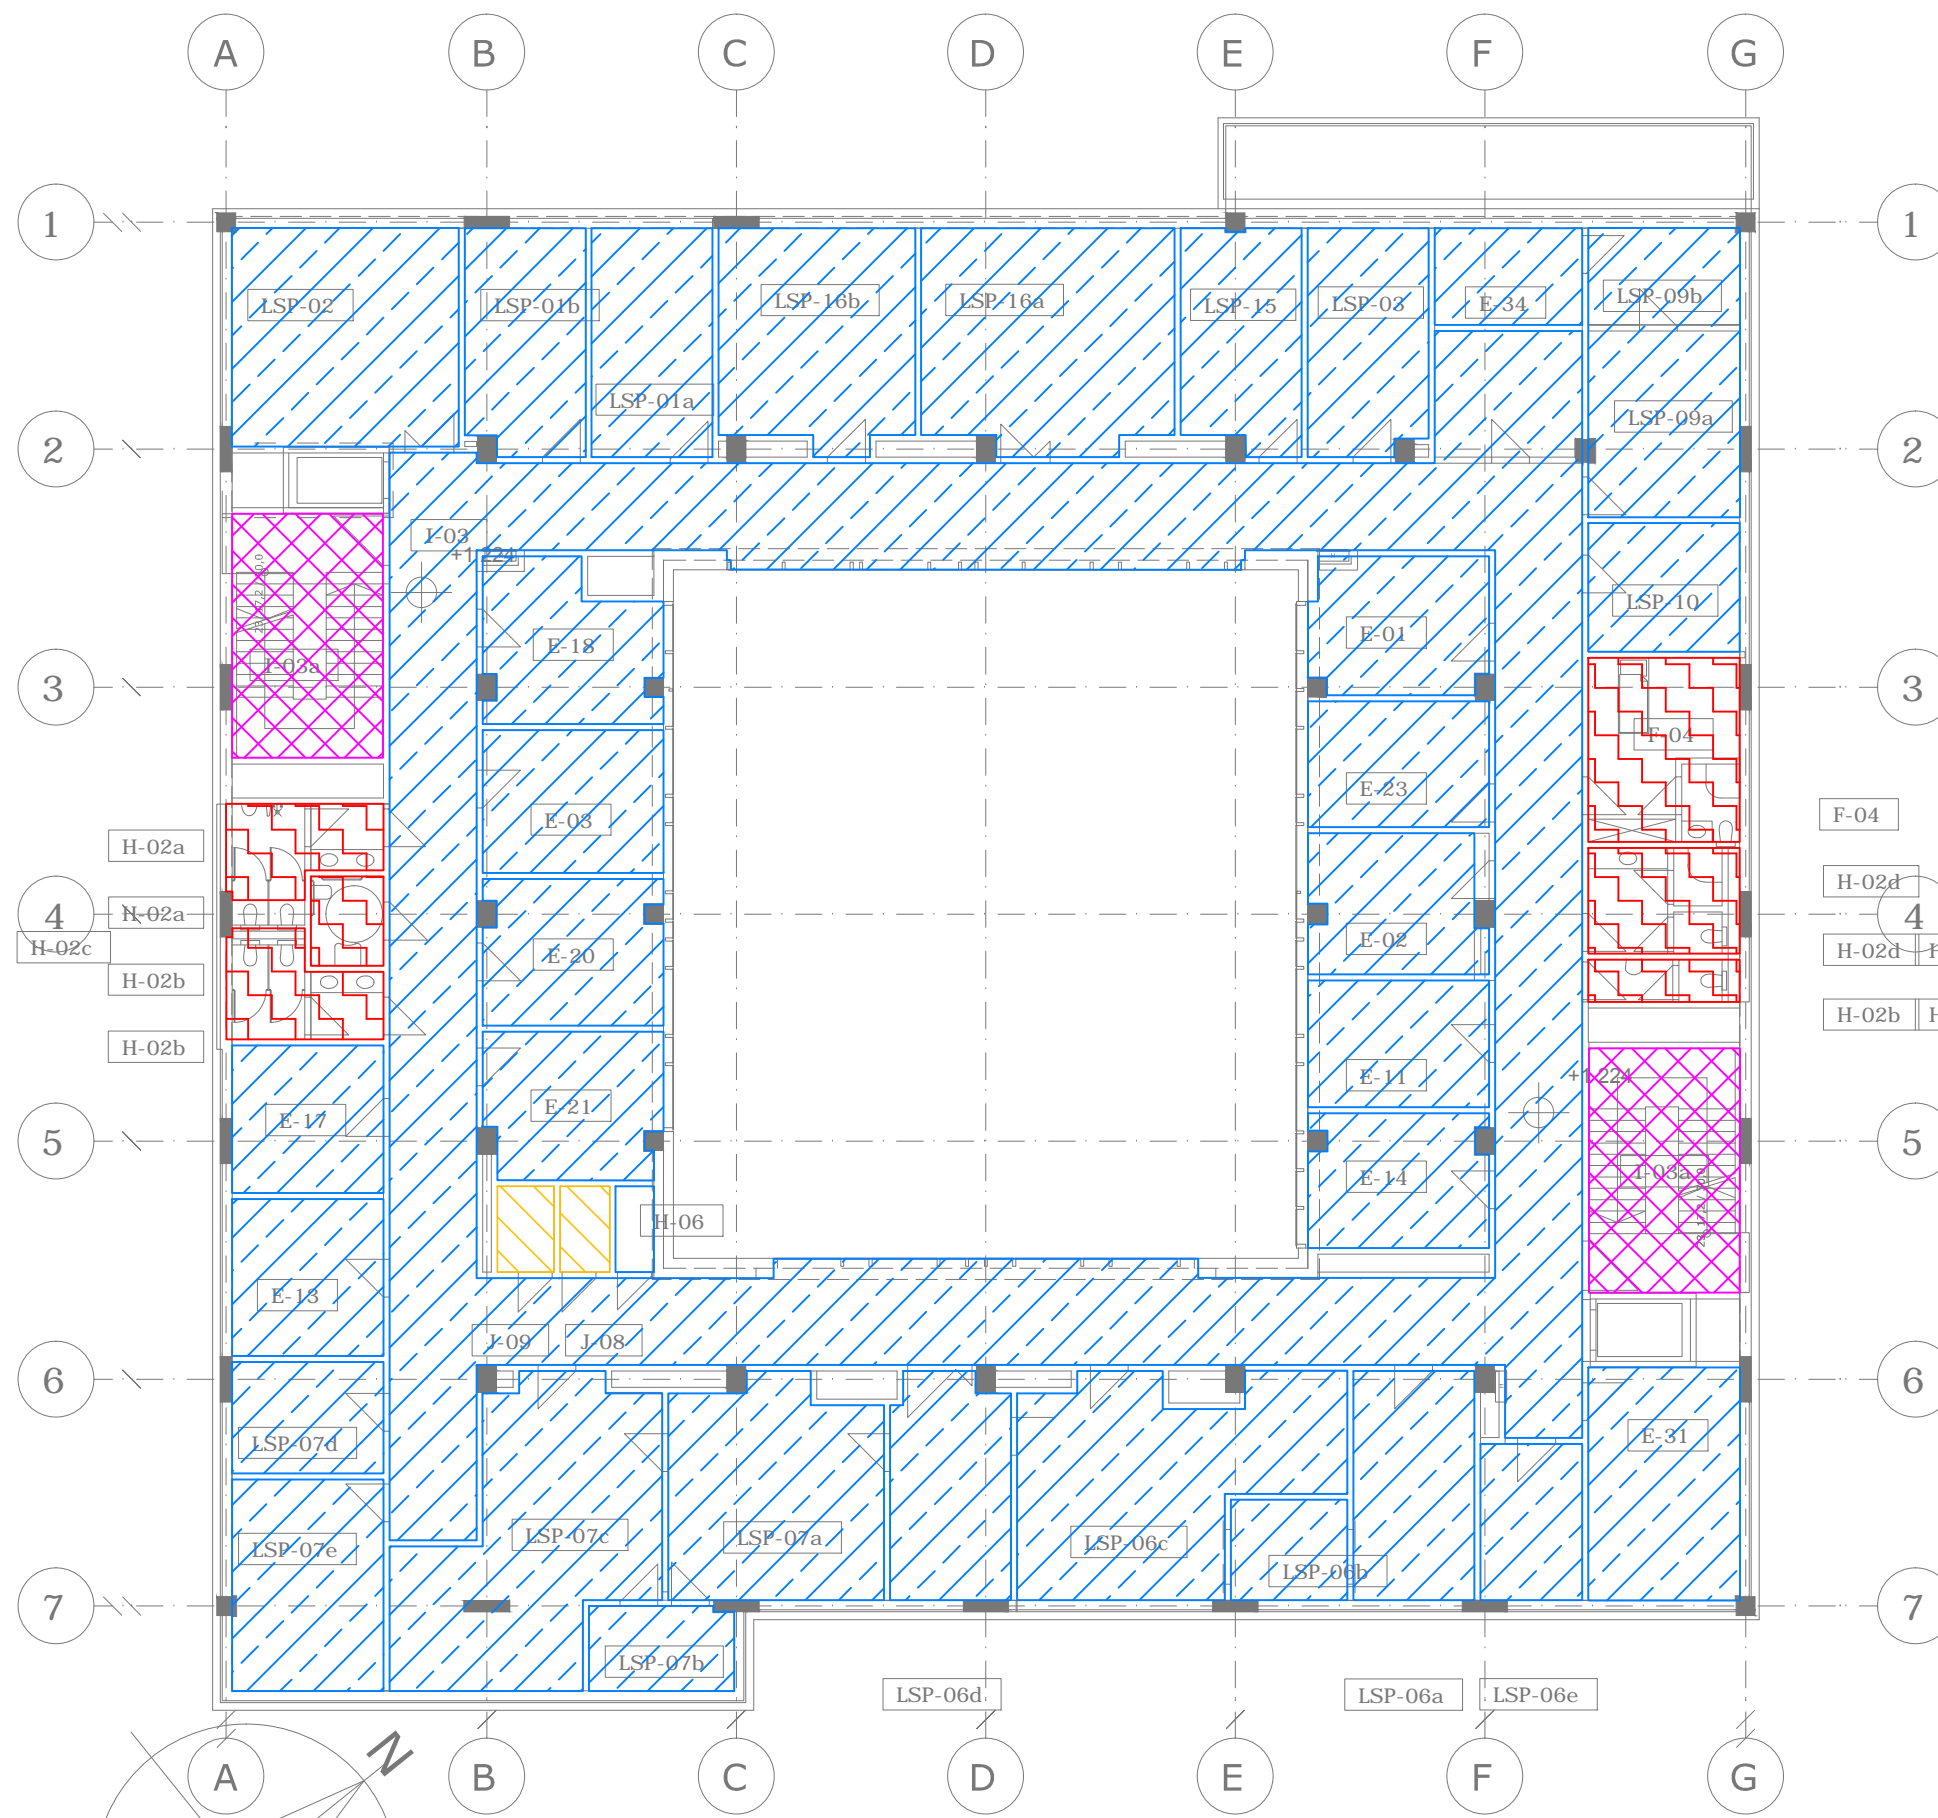 A B C D E F G
1 1
LSP-02 LSP-01b LSP-16b LSP-16a LSP-15 LSP-03 E-34 LSP-09b
LSP-01a LSP-09a
2 2
I-03
+1.224
LSP-10
E-18 E-01
I-03a
3 3
F-04
E-03 E-23 F-04
H-02a
H-02d
H-02a
4 4
H-02c E-20 E-02 H-02d
H-02b
H-02b
H-02b
+1.224
E-17 E-21 E-11
5 5
E-14 I-03a
H-06
E-13
J-09 J-08
6 6
LSP-07d E-31
LSP-07e LSP-07c LSP-07a LSP-06c
LSP-06b
7 7
LSP-07b
LSP-06d LSP-06a LSP-06e
N
A B C D E F G